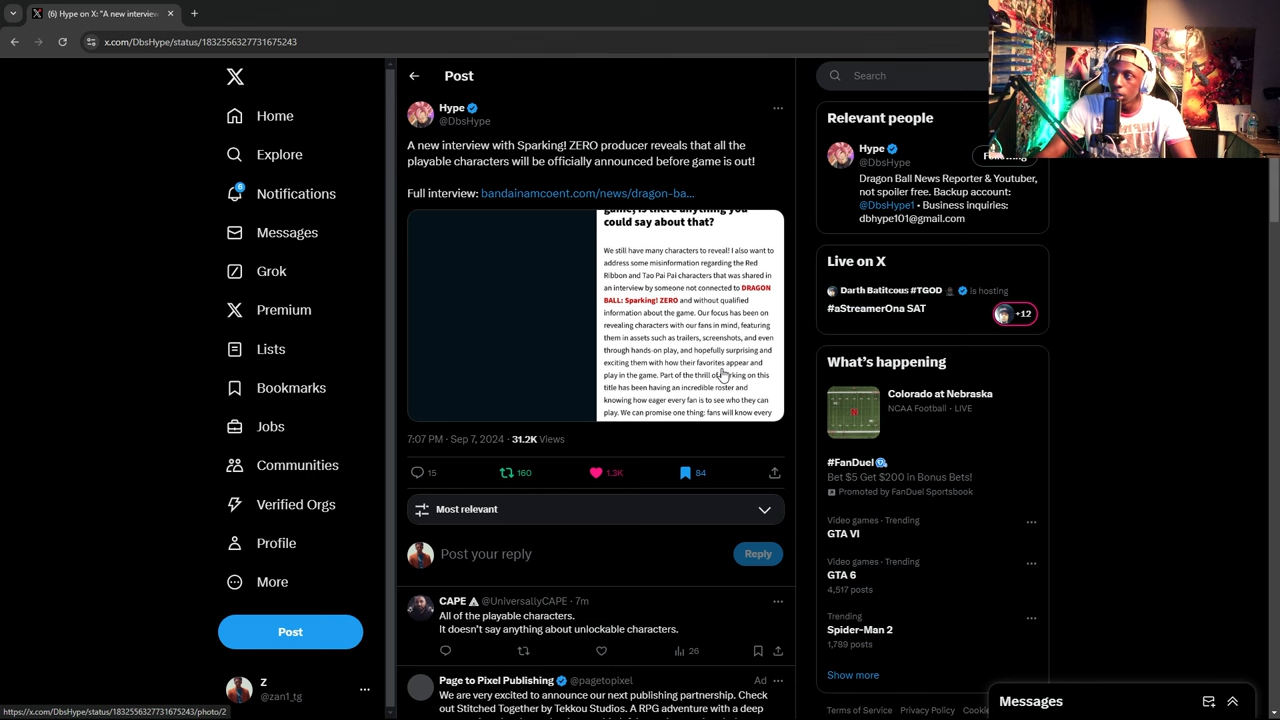 (6) Hype on X: "A new interview
x.com/DbsHype/status/1832556327731675243
Home
Explore
6
Notifications
Messages
Grok
Premium
Lists
Bookmarks
Jobs
Communities
Verified Orgs
Profile
More
Post
Z
@zan1_tg
https://x.com/DbsHype/status/1832556327731675243/photo/2
Post
Hype
@DbsHype
A new interview with Sparking! ZERO producer reveals that all the
playable characters will be officially announced before game is out!
Full interview: bandainamcoent.com/news/dragon-ba...
game, is there anything you
could say about that?
We still have many characters to reveal! I also want to
address some misinformation regarding the Red
Ribbon and Tao Pai Pai characters that was shared in
an interview by someone not connected to DRAGON
BALL: Sparking! ZERO and without qualified
information about the game. Our focus has been on
revealing characters with our fans in mind, featuring
them in assets such as trailers, screenshots, and even
through hands-on play, and hopefully surprising and
exciting them with how their favorites appear and
play in the game. Part of the thrill of working on this
title has been having an incredible roster and
knowing how eager every fan is to see who they can
play. We can promise one thing: fans will know every
7:07 PM · Sep 7, 2024 · 31.2K Views
15
160
1.3K
84
Most relevant
Post your reply
Reply
CAPE @UniversallyCAPE · 7m
All of the playable characters.
It doesn't say anything about unlockable characters.
26
Page to Pixel Publishing @pagetopixel
Ad
We are very excited to announce our next publishing partnership. Check
out Stitched Together by Tekkou Studios. A RPG adventure with a deep
Search
Relevant people
Hype
@DbsHype
Following
Dragon Ball News Reporter & Youtuber,
not spoiler free. Backup account:
@DbsHype1 • Business inquiries:
dbhype101@gmail.com
Live on X
Darth Batitcous #TGOD is hosting
#aStreamerOna SAT
+12
What's happening
Colorado at Nebraska
NCAA Football · LIVE
#FanDuel
Bet $5 Get $200 in Bonus Bets!
Promoted by FanDuel Sportsbook
Video games · Trending
GTA VI
Video games · Trending
GTA 6
4,517 posts
Trending
Spider-Man 2
1,789 posts
Show more
Terms of Service
Privacy Policy
Cookie
Messages